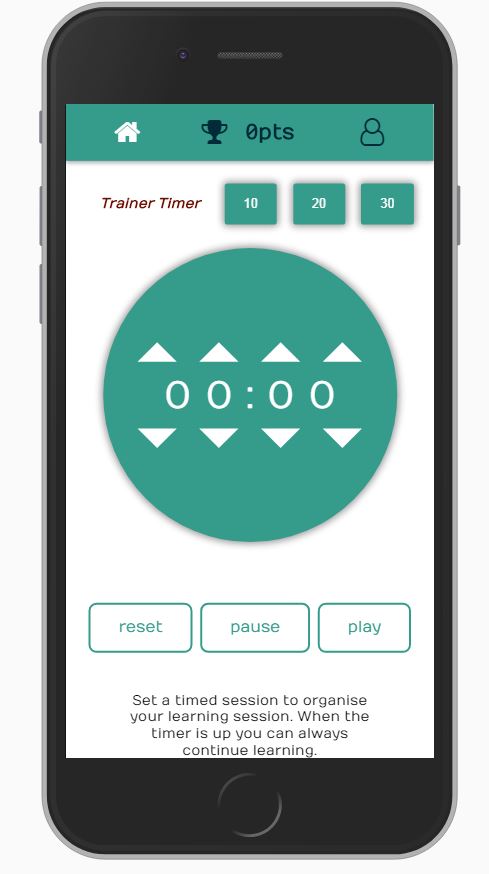 0pts
Trainer Timer 10 20 30
00:00
reset pause play
Set a timed session to organise
your learning session. When the
timer is up you can always
continue learning.